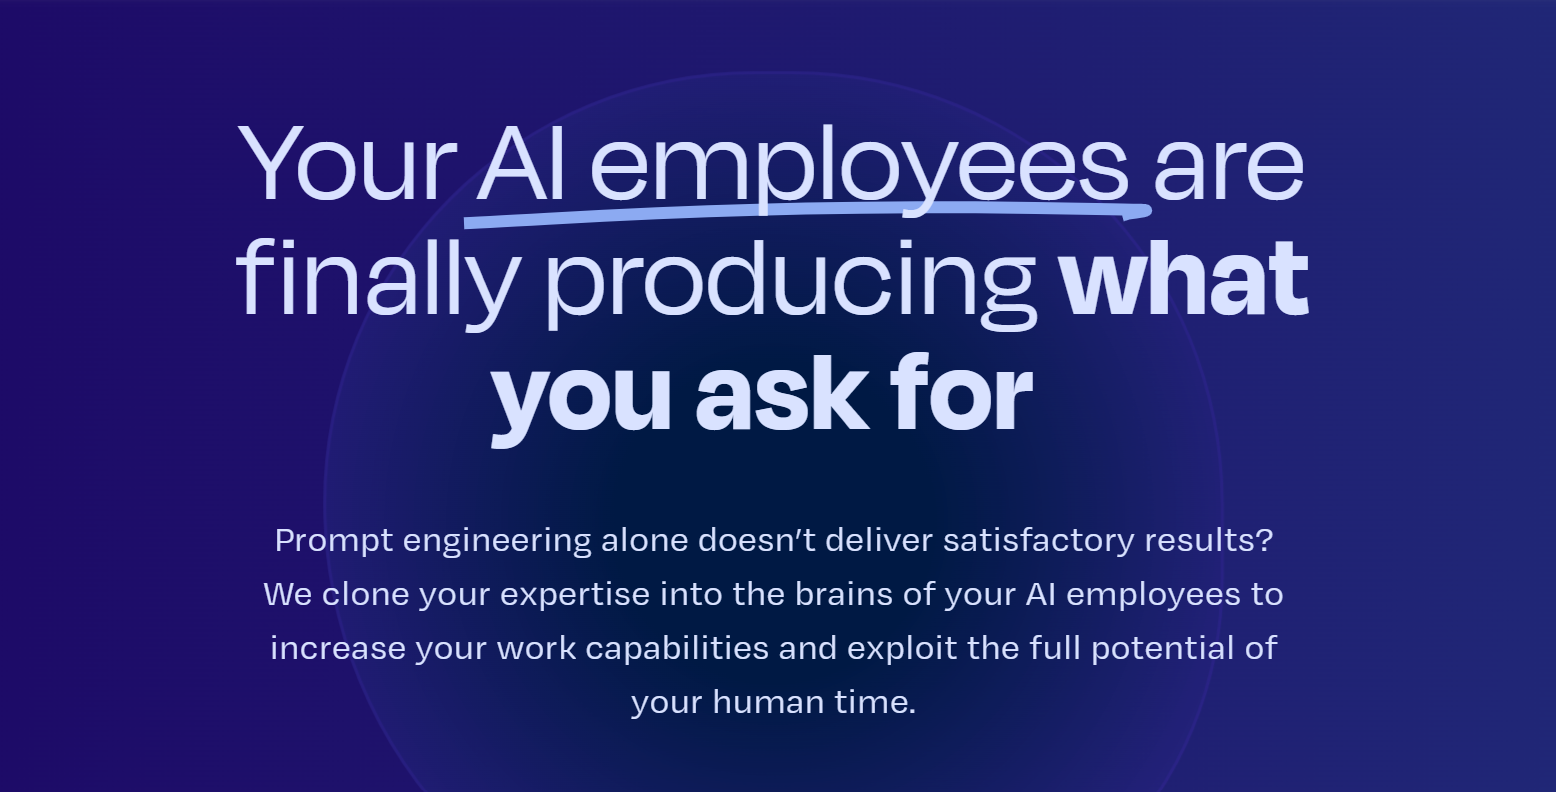 Your AI employees are
finally producing what
you ask for
Prompt engineering alone doesn’t deliver satisfactory results?
We clone your expertise into the brains of your AI employees to
increase your work capabilities and exploit the full potential of
your human time.